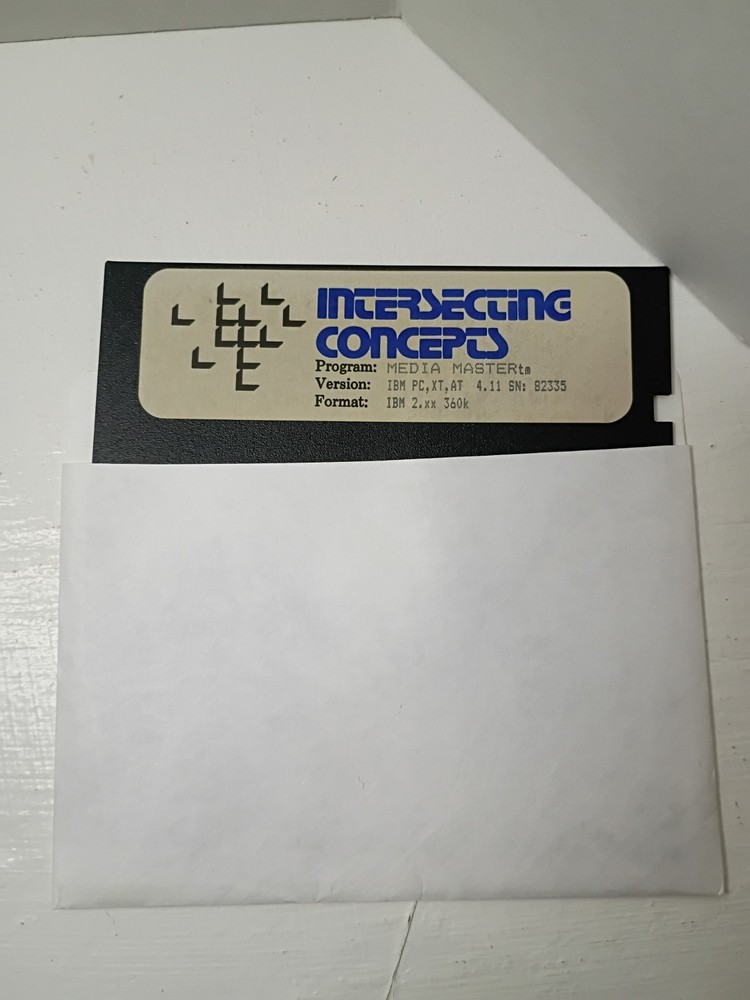 INTERSECTING
CONCEPTS
Program: MEDIA MASTERtm
Version: IBM PC,XT,AT 4.11 SN: 82335
Format: IBM 2.xx 360k